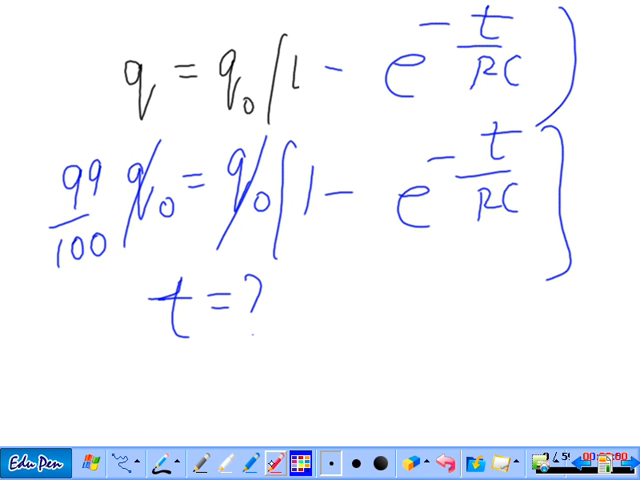 q = q₀(1 - e^(-t/RC))
99/100 q₀ = q₀(1 - e^(-t/RC))
t = ?
Edu Pen